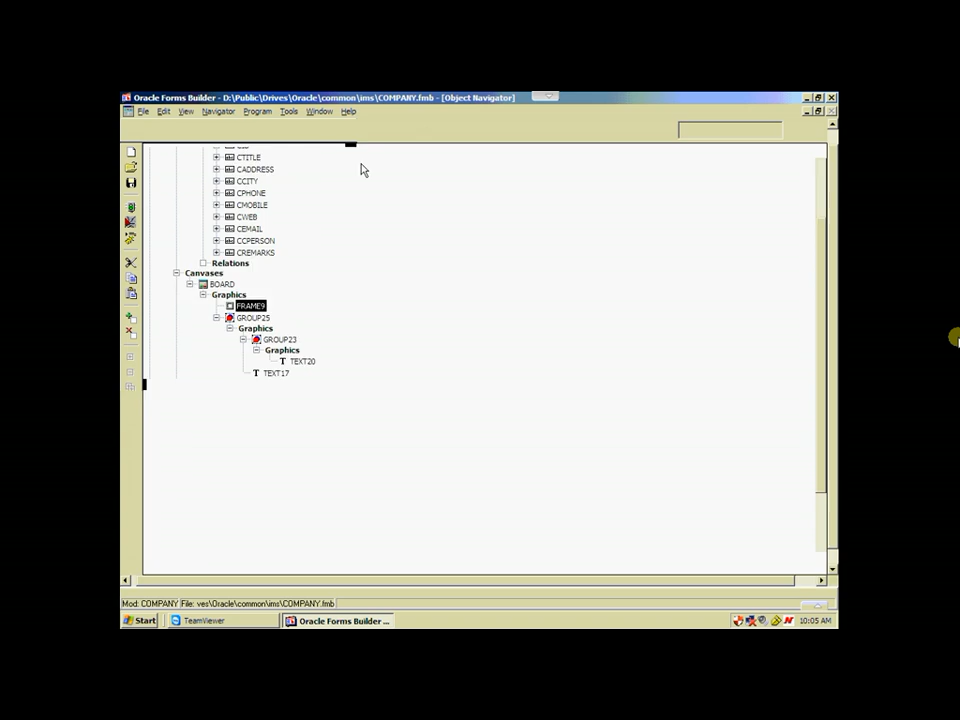 Oracle Forms Builder - D:\Public\Drives\Oracle\common\ims\COMPANY.fmb - [Object Navigator]
File Edit View Navigator Program Tools Window Help
CTITLE
CADDRESS
CCITY
CPHONE
CMOBILE
CWEB
CEMAIL
CCPERSON
CREMARKS
Relations
Canvases
BOARD
Graphics
FRAME9
GROUP25
Graphics
GROUP23
Graphics
T TEXT20
T TEXT17
Mod: COMPANY File: ves\Oracle\common\ims\COMPANY.fmb
Start TeamViewer Oracle Forms Builder ... 10:05 AM